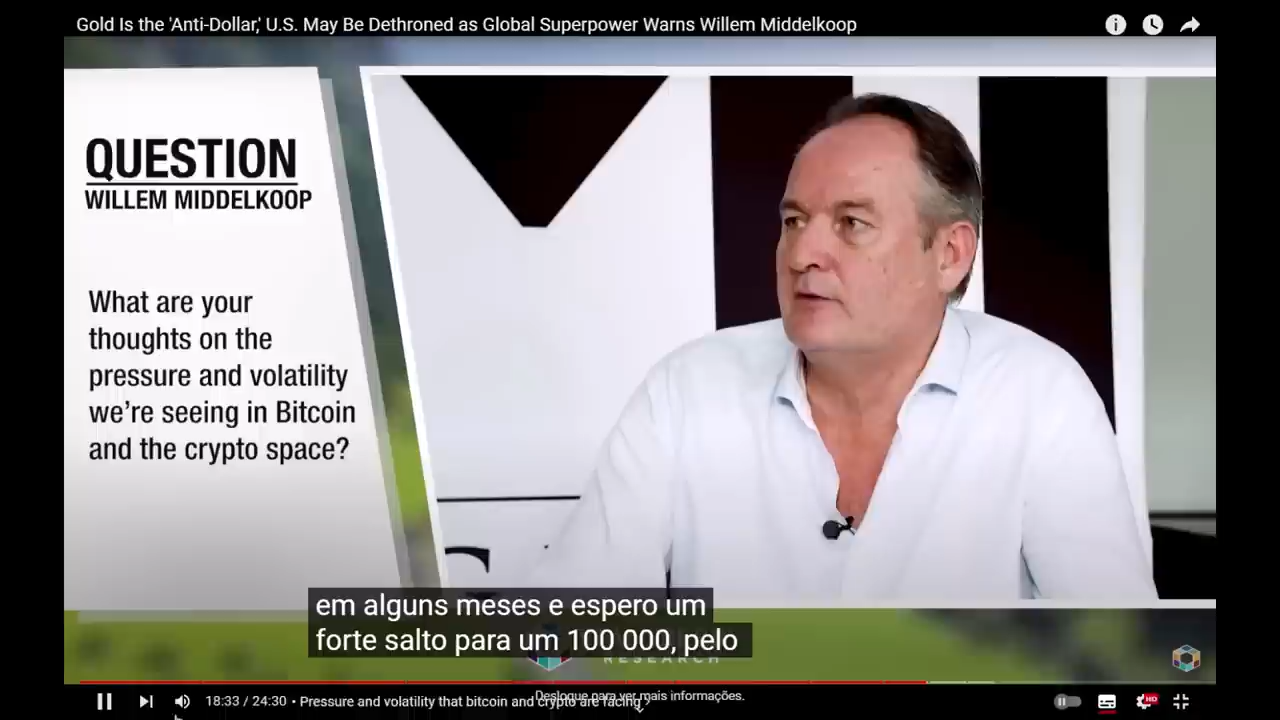 Gold Is the 'Anti-Dollar,' U.S. May Be Dethroned as Global Superpower Warns Willem Middelkoop
QUESTION
WILLEM MIDDELKOOP
What are your
thoughts on the
pressure and volatility
we're seeing in Bitcoin
and the crypto space?
em alguns meses e espero um
forte salto para um 100 000, pelo
RESEARCH
Deslogue para ver mais informações.
18:33 / 24:30 • Pressure and volatility that bitcoin and crypto are facing
HD